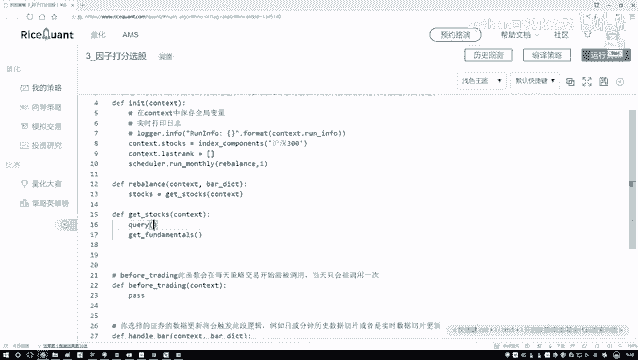 RiceQuant
量化
AMS
预约路演
帮助文档
社区
3_因子打分选股
历史回测
编译策略
浅色主题
默认快捷键
我的策略
向导策略
模拟交易
投资研究
量化大赛
策略英雄榜
4 def init(context):
5 # 在context中保存全局变量
6 # 实时打印日志
7 # logger.info("RunInfo: {}".format(context.run_info))
8 context.stocks = index_components('沪深300')
9 context.lastrank = []
10 scheduler.run_monthly(rebalance,1)
11
12 def rebalance(context, bar_dict):
13 stocks = get_stocks(context)
14
15 def get_stocks(context):
16 query()
17 get_fundamentals()
18
19
20
21 # before_trading此函数会在每天策略交易开始前被调用，当天只会被调用一次
22 def before_trading(context):
23 pass
24
25
26 # 你选择的证券的数据更新将会触发此段逻辑，例如日或分钟历史数据切片或者是实时数据切片更新
27 def handle_bar(context, bar_dict):